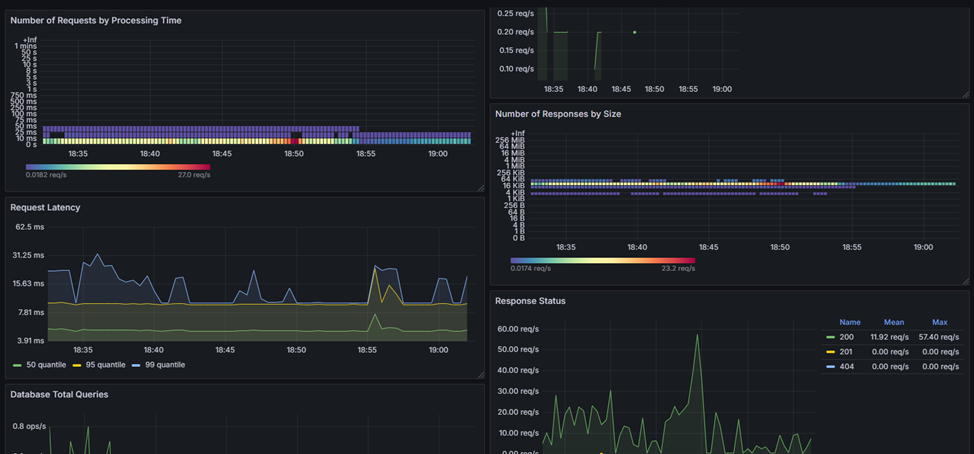 Number of Requests by Processing Time
+Inf
1 mins
50 s
25 s
10 s
8 s
5 s
3 s
1 s
750 ms
500 ms
250 ms
100 ms
75 ms
50 ms
25 ms
10 ms
0 s
18:35 18:40 18:45 18:50 18:55 19:00
0.0182 req/s 27.0 req/s
Request Latency
62.5 ms
31.25 ms
15.63 ms
7.81 ms
3.91 ms
18:35 18:40 18:45 18:50 18:55 19:00
50 quantile 95 quantile 99 quantile
Database Total Queries
0.8 ops/s
0.25 req/s
0.20 req/s
0.15 req/s
0.10 req/s
18:35 18:40 18:45 18:50 18:55 19:00
Number of Responses by Size
+Inf
256 MiB
64 MiB
16 MiB
4 MiB
1 MiB
256 KiB
64 KiB
16 KiB
4 KiB
1 KiB
256 B
64 B
16 B
4 B
1 B
0 B
18:35 18:40 18:45 18:50 18:55 19:00
0.0174 req/s 23.2 req/s
Response Status
60.00 req/s
50.00 req/s
40.00 req/s
30.00 req/s
20.00 req/s
10.00 req/s
0.00 req/s
Name Mean Max
200 11.92 req/s 57.40 req/s
201 0.00 req/s 0.00 req/s
404 0.00 req/s 0.00 req/s